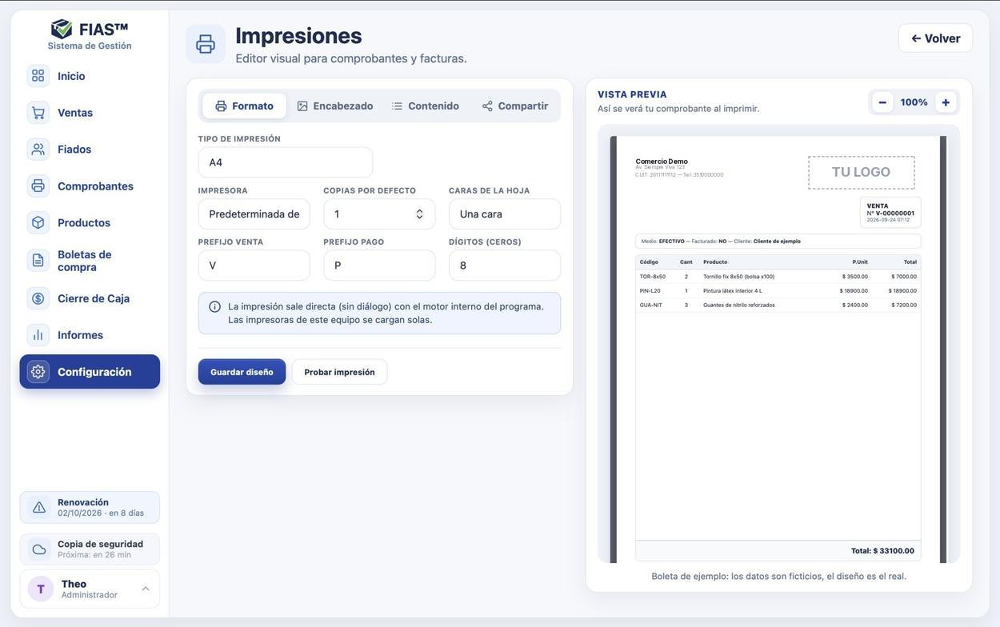 FIAS™
Sistema de Gestión
Inicio
Ventas
Fiados
Comprobantes
Productos
Boletas de
compra
Cierre de Caja
Informes
Configuración
Renovación
02/10/2026 · en 8 días
Copia de seguridad
Próxima: en 26 min
T
Theo
Administrador
Impresiones
Editor visual para comprobantes y facturas.
← Volver
Formato
Encabezado
Contenido
Compartir
TIPO DE IMPRESIÓN
A4
IMPRESORA
COPIAS POR DEFECTO
CARAS DE LA HOJA
Predeterminada de
1
Una cara
PREFIJO VENTA
PREFIJO PAGO
DÍGITOS (CEROS)
V
P
8
La impresión sale directa (sin diálogo) con el motor interno del programa.
Las impresoras de este equipo se cargan solas.
Guardar diseño
Probar impresión
VISTA PREVIA
Así se verá tu comprobante al imprimir.
− 100% +
Comercio Demo
Av. Siempre Viva 123
TU LOGO
VENTA
N° V-00000001
2026-09-24 07:12
Medio: EFECTIVO — Facturado: NO — Cliente: Cliente de ejemplo
Código Cant Producto P.Unit Total
TOR-8x50 2 Tornillo fix 8x50 (bolsa x100) $ 3500.00 $ 7000.00
PIN-L20 1 Pintura látex interior 4 L $ 18900.00 $ 18900.00
GUA-NIT 3 Guantes de nitrilo reforzados $ 2400.00 $ 7200.00
Total: $ 33100.00
Boleta de ejemplo: los datos son ficticios, el diseño es el real.